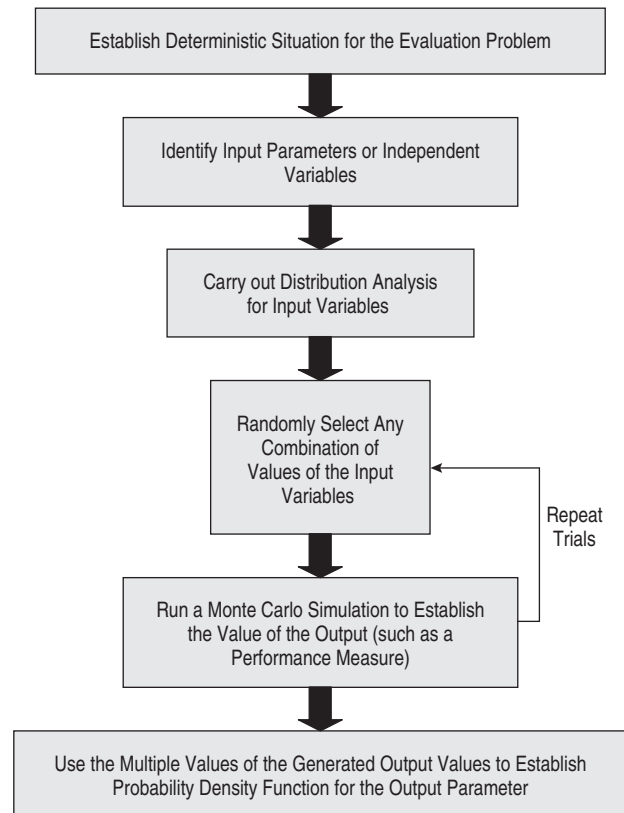 Establish Deterministic Situation for the Evaluation Problem
Identify Input Parameters or Independent
Variables
Carry out Distribution Analysis
for Input Variables
Randomly Select Any
Combination of
Values of the Input
Variables
Repeat
Trials
Run a Monte Carlo Simulation to Establish
the Value of the Output (such as a
Performance Measure)
Use the Multiple Values of the Generated Output Values to Establish
Probability Density Function for the Output Parameter